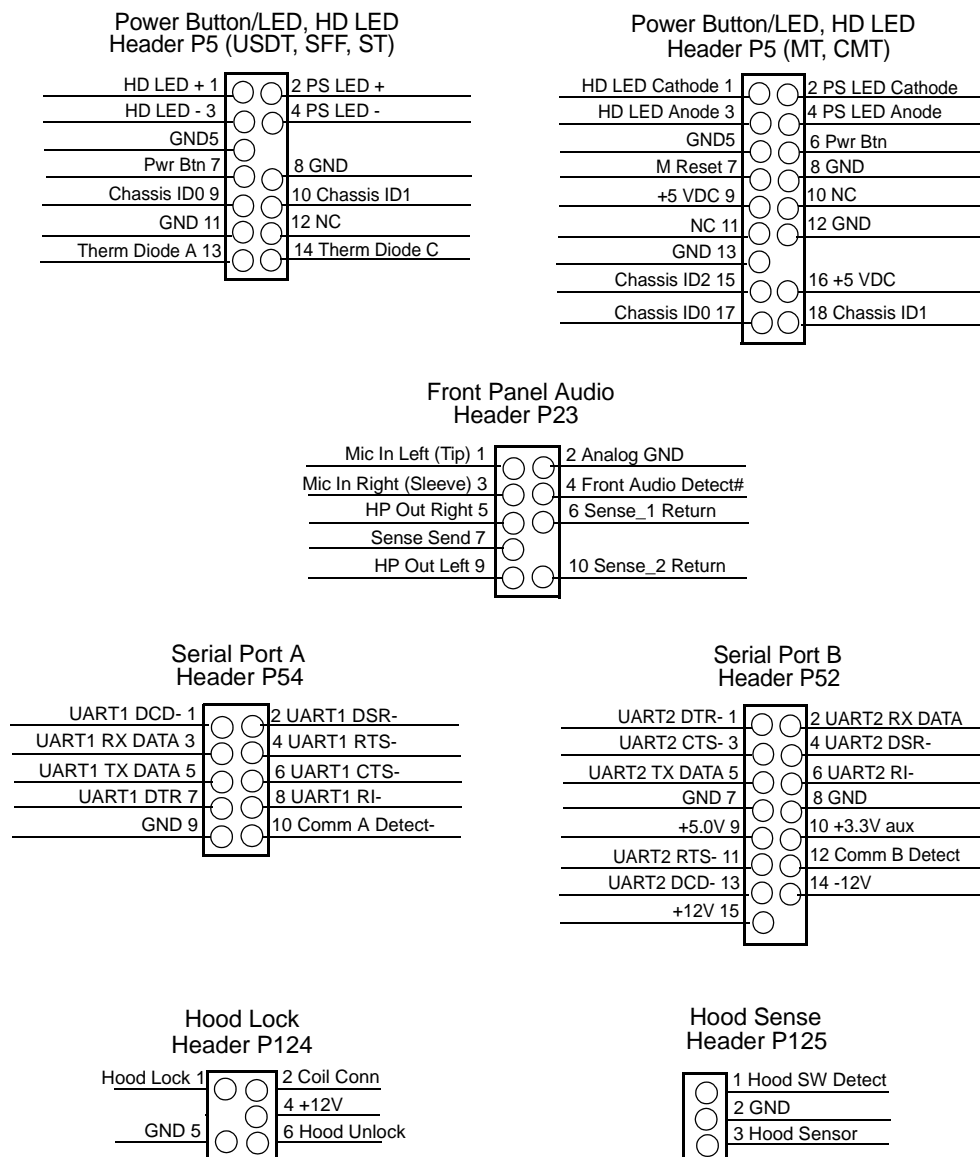 Power Button/LED, HD LED
Header P5 (USDT, SFF, ST)
HD LED + 1
2 PS LED +
HD LED - 3
4 PS LED -
GND5
Pwr Btn 7
8 GND
Chassis ID0 9
10 Chassis ID1
GND 11
12 NC
Therm Diode A 13
14 Therm Diode C
Power Button/LED, HD LED
Header P5 (MT, CMT)
HD LED Cathode 1
2 PS LED Cathode
HD LED Anode 3
4 PS LED Anode
GND5
6 Pwr Btn
M Reset 7
8 GND
+5 VDC 9
10 NC
NC 11
12 GND
GND 13
Chassis ID2 15
16 +5 VDC
Chassis ID0 17
18 Chassis ID1
Front Panel Audio
Header P23
Mic In Left (Tip) 1
2 Analog GND
Mic In Right (Sleeve) 3
4 Front Audio Detect#
HP Out Right 5
6 Sense_1 Return
Sense Send 7
HP Out Left 9
10 Sense_2 Return
Serial Port A
Header P54
UART1 DCD- 1
2 UART1 DSR-
UART1 RX DATA 3
4 UART1 RTS-
UART1 TX DATA 5
6 UART1 CTS-
UART1 DTR 7
8 UART1 RI-
GND 9
10 Comm A Detect-
Serial Port B
Header P52
UART2 DTR- 1
2 UART2 RX DATA
UART2 CTS- 3
4 UART2 DSR-
UART2 TX DATA 5
6 UART2 RI-
GND 7
8 GND
+5.0V 9
10 +3.3V aux
UART2 RTS- 11
12 Comm B Detect
UART2 DCD- 13
14 -12V
+12V 15
Hood Lock
Header P124
Hood Lock 1
2 Coil Conn
4 +12V
GND 5
6 Hood Unlock
Hood Sense
Header P125
1 Hood SW Detect
2 GND
3 Hood Sensor